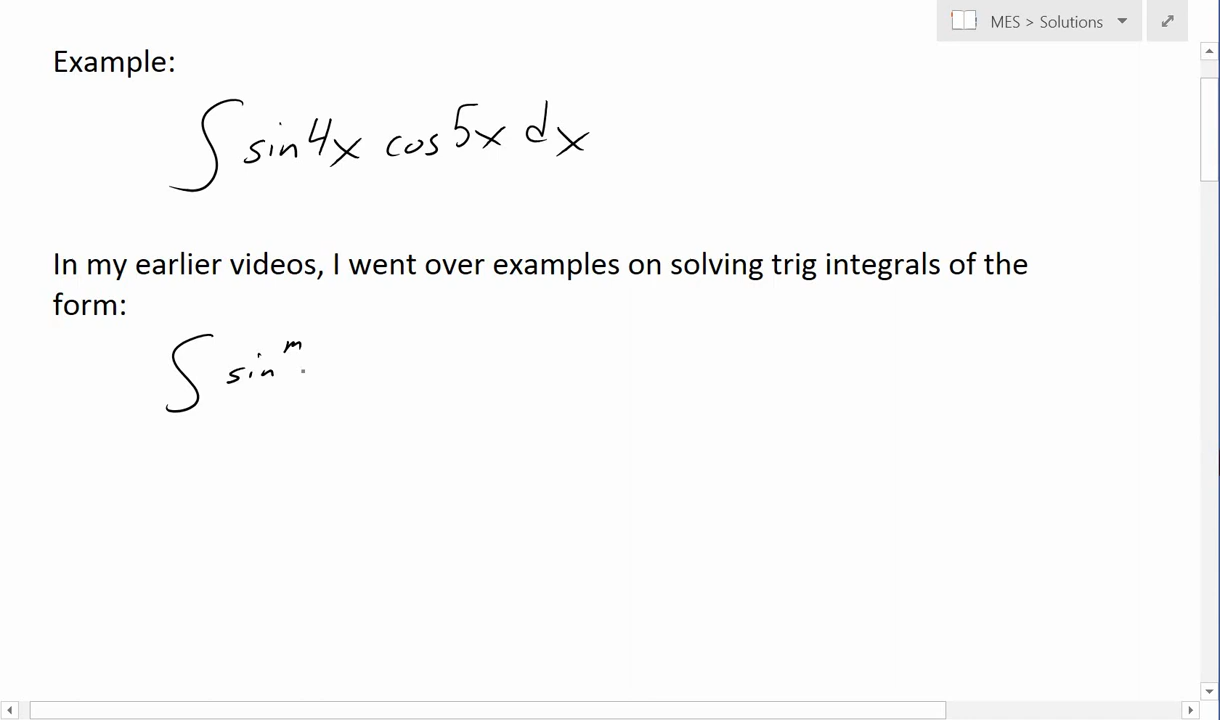 MES > Solutions
Example:
∫ sin 4x cos 5x dx
In my earlier videos, I went over examples on solving trig integrals of the
form:
∫ sin^m